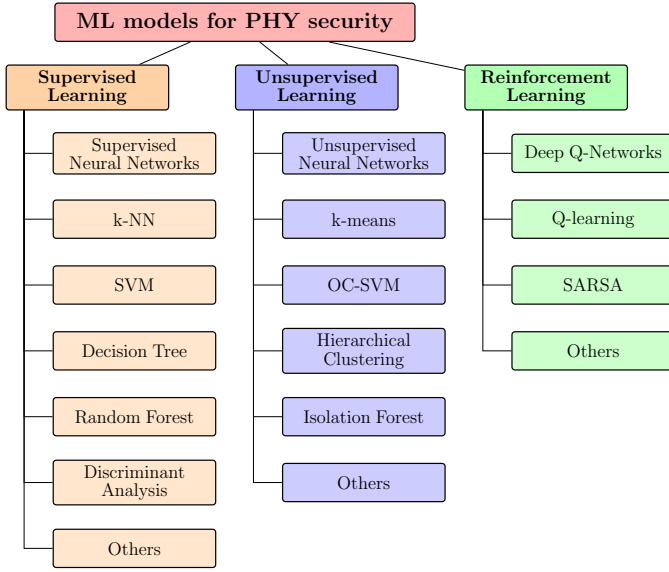 ML models for PHY security
Supervised
Learning
Supervised
Neural Networks
k-NN
SVM
Decision Tree
Random Forest
Discriminant
Analysis
Others
Unsupervised
Learning
Unsupervised
Neural Networks
k-means
OC-SVM
Hierarchical
Clustering
Isolation Forest
Others
Reinforcement
Learning
Deep Q-Networks
Q-learning
SARSA
Others